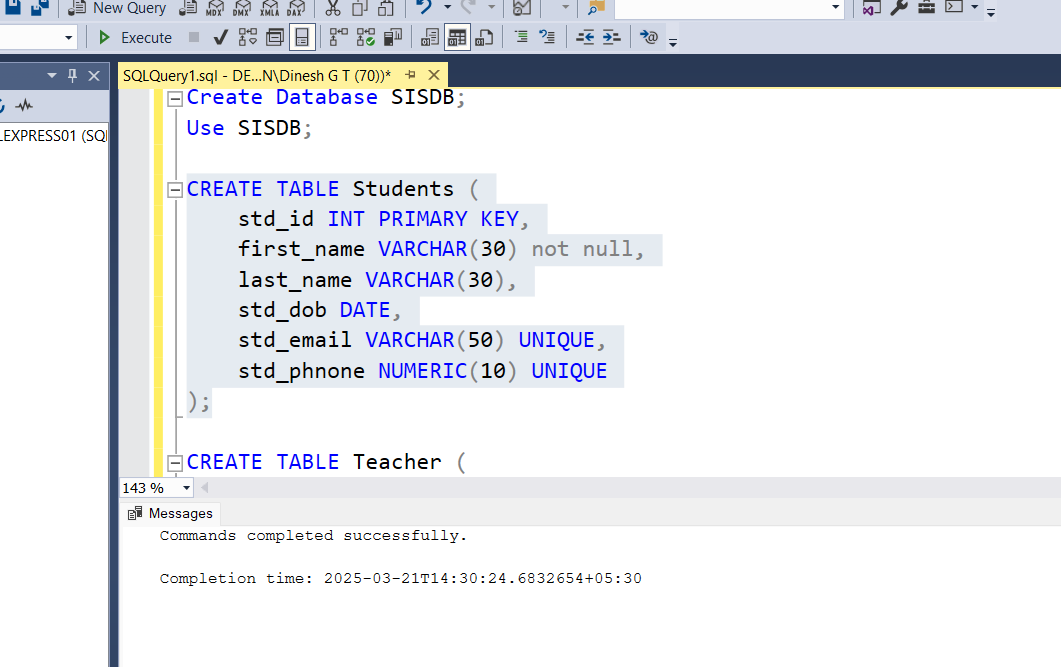 New Query MDX DMX XMLA DAX
Execute
SQLQuery1.sql - DE...N\Dinesh G T (70))*
LEXPRESS01 (SQL
Create Database SISDB;
Use SISDB;
CREATE TABLE Students (
std_id INT PRIMARY KEY,
first_name VARCHAR(30) not null,
last_name VARCHAR(30),
std_dob DATE,
std_email VARCHAR(50) UNIQUE,
std_phnone NUMERIC(10) UNIQUE
);
CREATE TABLE Teacher (
143 %
Messages
Commands completed successfully.
Completion time: 2025-03-21T14:30:24.6832654+05:30